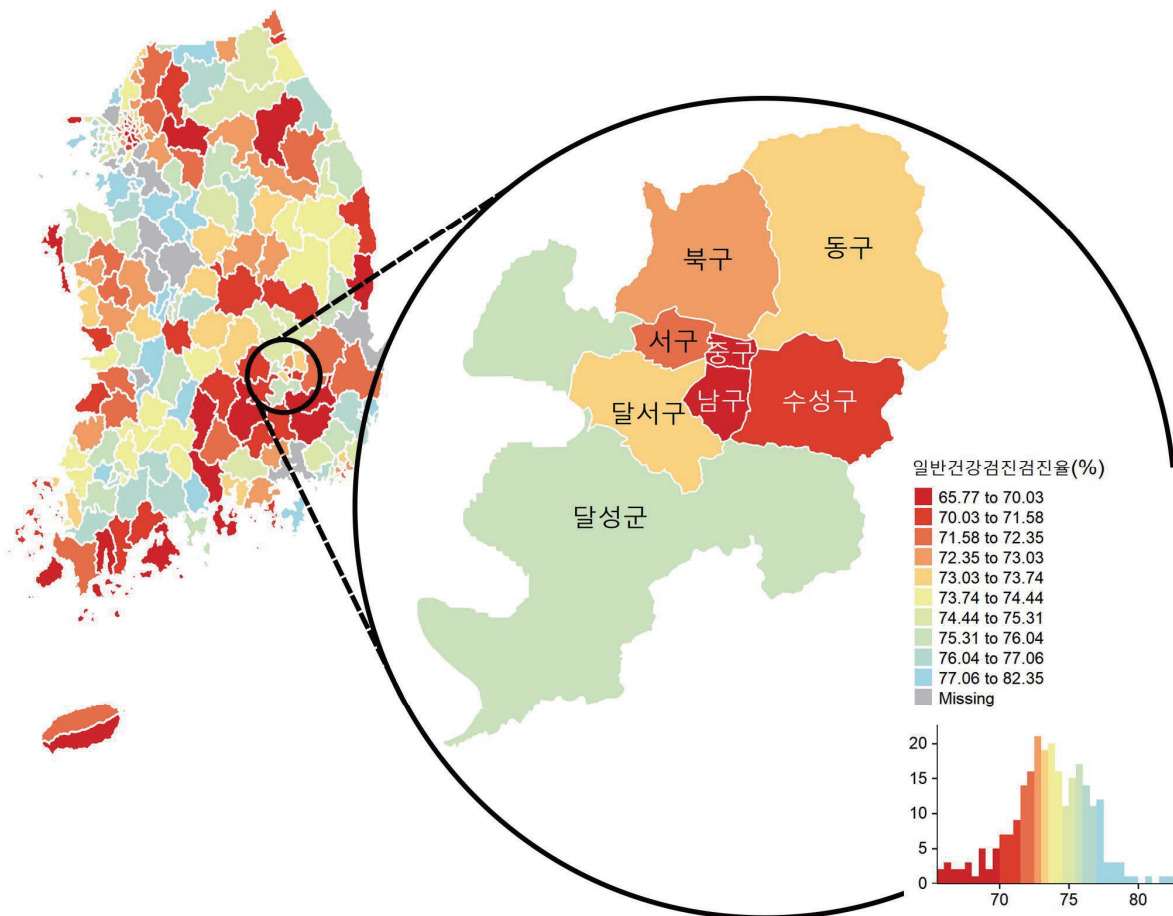 북구
동구
서구
중구
달서구
남구
수성구
달성군
일반건강검진검진율(%)
65.77 to 70.03
70.03 to 71.58
71.58 to 72.35
72.35 to 73.03
73.03 to 73.74
73.74 to 74.44
74.44 to 75.31
75.31 to 76.04
76.04 to 77.06
77.06 to 82.35
Missing
20
15
10
5
0
70 75 80